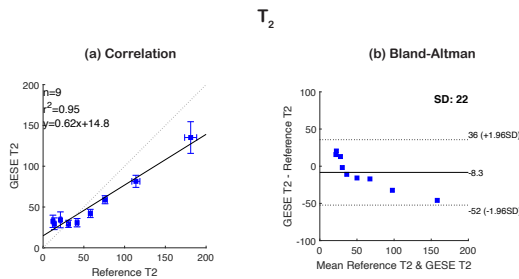 T2
(a) Correlation
(b) Bland-Altman
n=9
r2=0.95
y=0.62x+14.8
200
150
100
50
0
GESE T2
0
50
100
150
200
Reference T2
SD: 22
100
50
0
-50
-100
GESE T2 - Reference T2
36 (+1.96SD)
-8.3
-52 (-1.96SD)
0
50
100
150
200
Mean Reference T2 & GESE T2